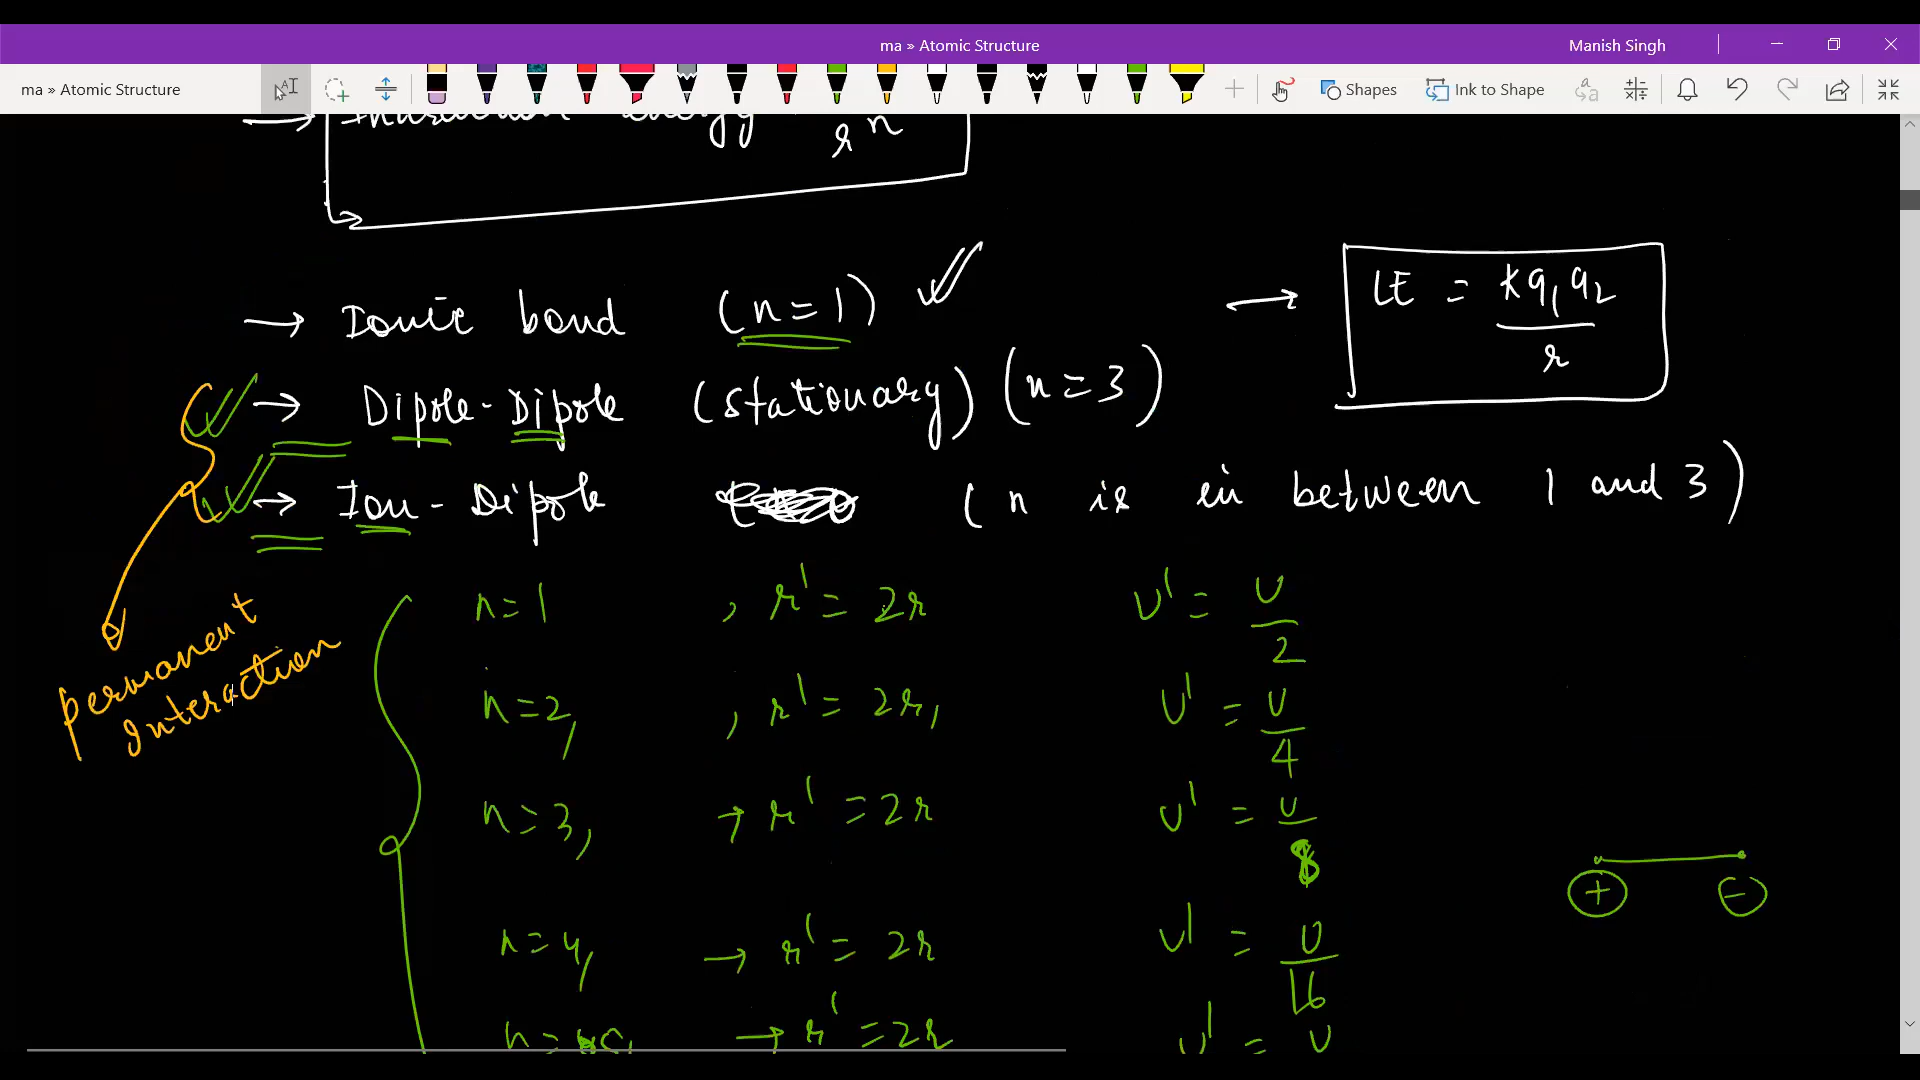 ma » Atomic Structure
Manish Singh
ma » Atomic Structure
Shapes
Ink to Shape
Interaction energy
r^n
→ Ionic bond (n=1)
→ LE = kq₁q₂/r
→ Dipole-Dipole (stationary) (n=3)
→ Ion-Dipole (n is in between 1 and 3)
permanent
Interaction
n=1 , r' = 2r U' = U/2
n=2, , r' = 2r, U' = U/4
n=3, → r' = 2r U' = U/8
+ −
n=4, → r' = 2r U' = U/16
n= → r' = 2r U' = U